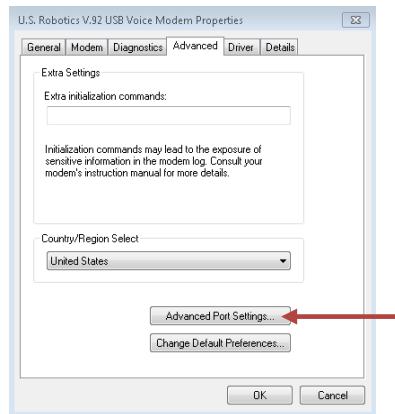 U.S. Robotics V.92 USB Voice Modem Properties
General Modem Diagnostics Advanced Driver Details
Extra Settings
Extra initialization commands:
Initialization commands may lead to the exposure of
sensitive information in the modem log. Consult your
modem's instruction manual for more details.
Country/Region Select
United States
Advanced Port Settings...
Change Default Preferences...
OK Cancel